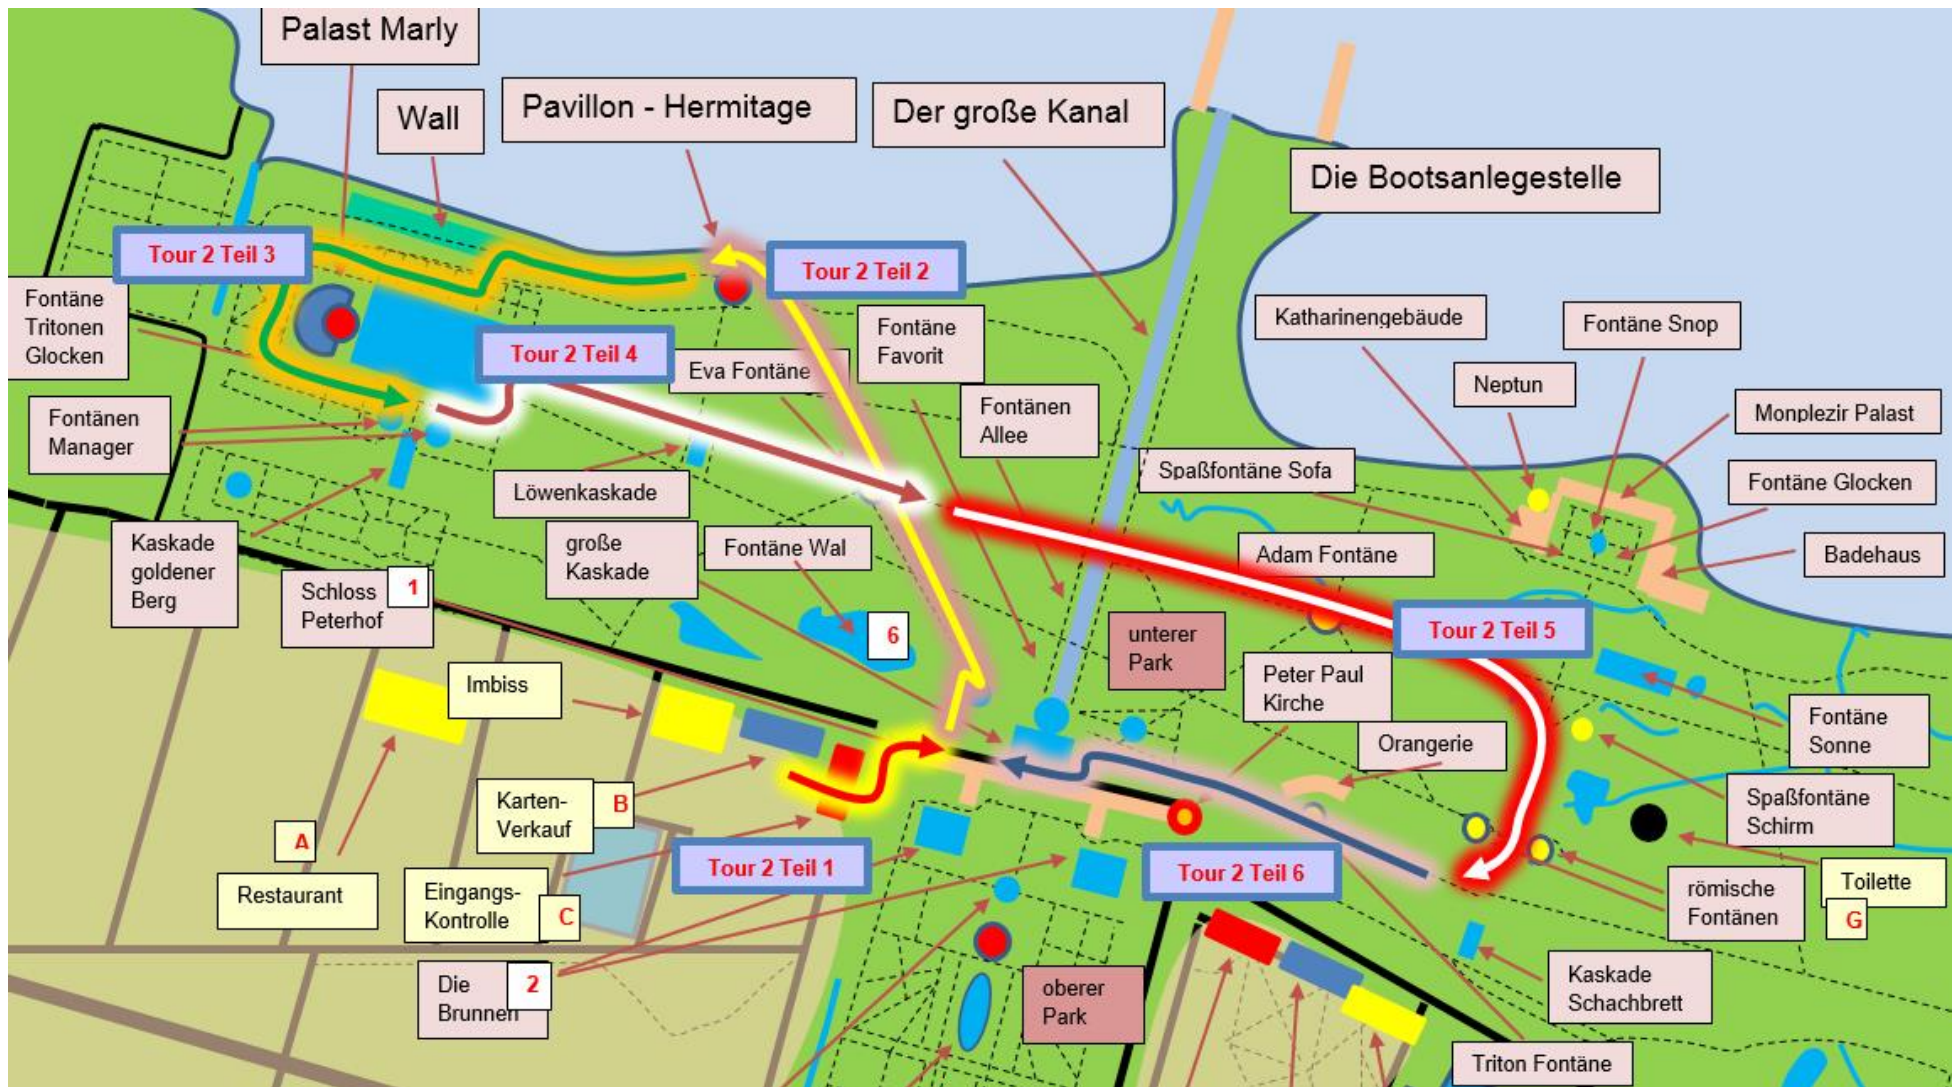 Palast Marly
Wall
Pavillon - Hermitage
Der große Kanal
Die Bootsanlegestelle
Tour 2 Teil 3
Tour 2 Teil 2
Fontäne
Tritonen
Glocken
Tour 2 Teil 4
Eva Fontäne
Fontäne
Favorit
Katharinengebäude
Fontäne Snop
Neptun
Monplezir Palast
Fontänen
Manager
Fontänen
Allee
Löwenkaskade
Spaßfontäne Sofa
Fontäne Glocken
Kaskade
goldener
Berg
große
Kaskade
Fontäne Wal
Adam Fontäne
Badehaus
Schloss
Peterhof
1
6
unterer
Park
Tour 2 Teil 5
Imbiss
Peter Paul
Kirche
Orangerie
Fontäne
Sonne
Karten-
Verkauf
B
Spaßfontäne
Schirm
A
Restaurant
Tour 2 Teil 1
Tour 2 Teil 6
Eingangs-
Kontrolle
C
römische
Fontänen
Toilette
G
Die
Brunnen
2
oberer
Park
Kaskade
Schachbrett
Triton Fontäne